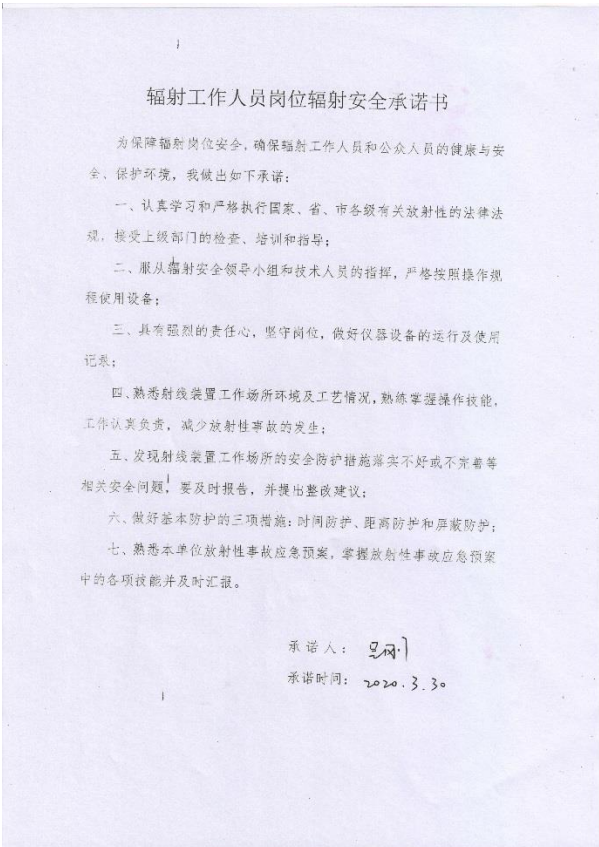 辐射工作人员岗位辐射安全承诺书
为保障辐射岗位安全,确保辐射工作人员和公众人员的健康与安
全、保护环境,我做出如下承诺:
一、认真学习和严格执行国家、省、市各级有关放射性的法律法
规,接受上级部门的检查、培训和指导;
二、服从辐射安全领导小组和技术人员的指挥,严格按照操作规
程使用设备;
三、具有强烈的责任心,坚守岗位,做好仪器设备的运行及使用
记录;
四、熟悉射线装置工作场所环境及工艺情况,熟练掌握操作技能,
工作认真负责,减少放射性事故的发生;
五、发现射线装置工作场所的安全防护措施落实不好或不完善等
相关安全问题,要及时报告,并提出整改建议;
六、做好基本防护的三项措施:时间防护、距离防护和屏蔽防护;
七、熟悉本单位放射性事故应急预案,掌握放射性事故应急预案
中的各项技能并及时汇报。
承诺人:
承诺时间: 2020.3.30